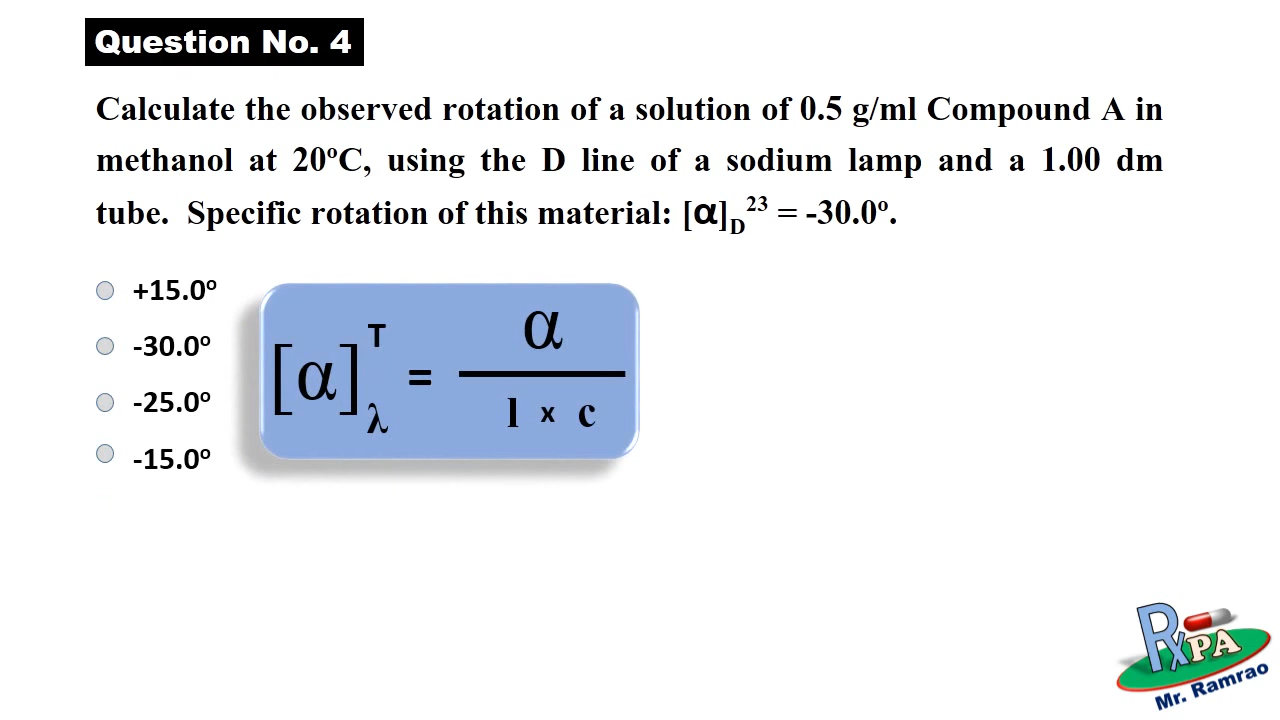 Question No. 4
Calculate the observed rotation of a solution of 0.5 g/ml Compound A in
methanol at 20ºC, using the D line of a sodium lamp and a 1.00 dm
tube. Specific rotation of this material: [α]D23 = -30.0º.
+15.0º
-30.0º
-25.0º
-15.0º
[α]λT = α / l x c
RxPA
Mr. Ramrao